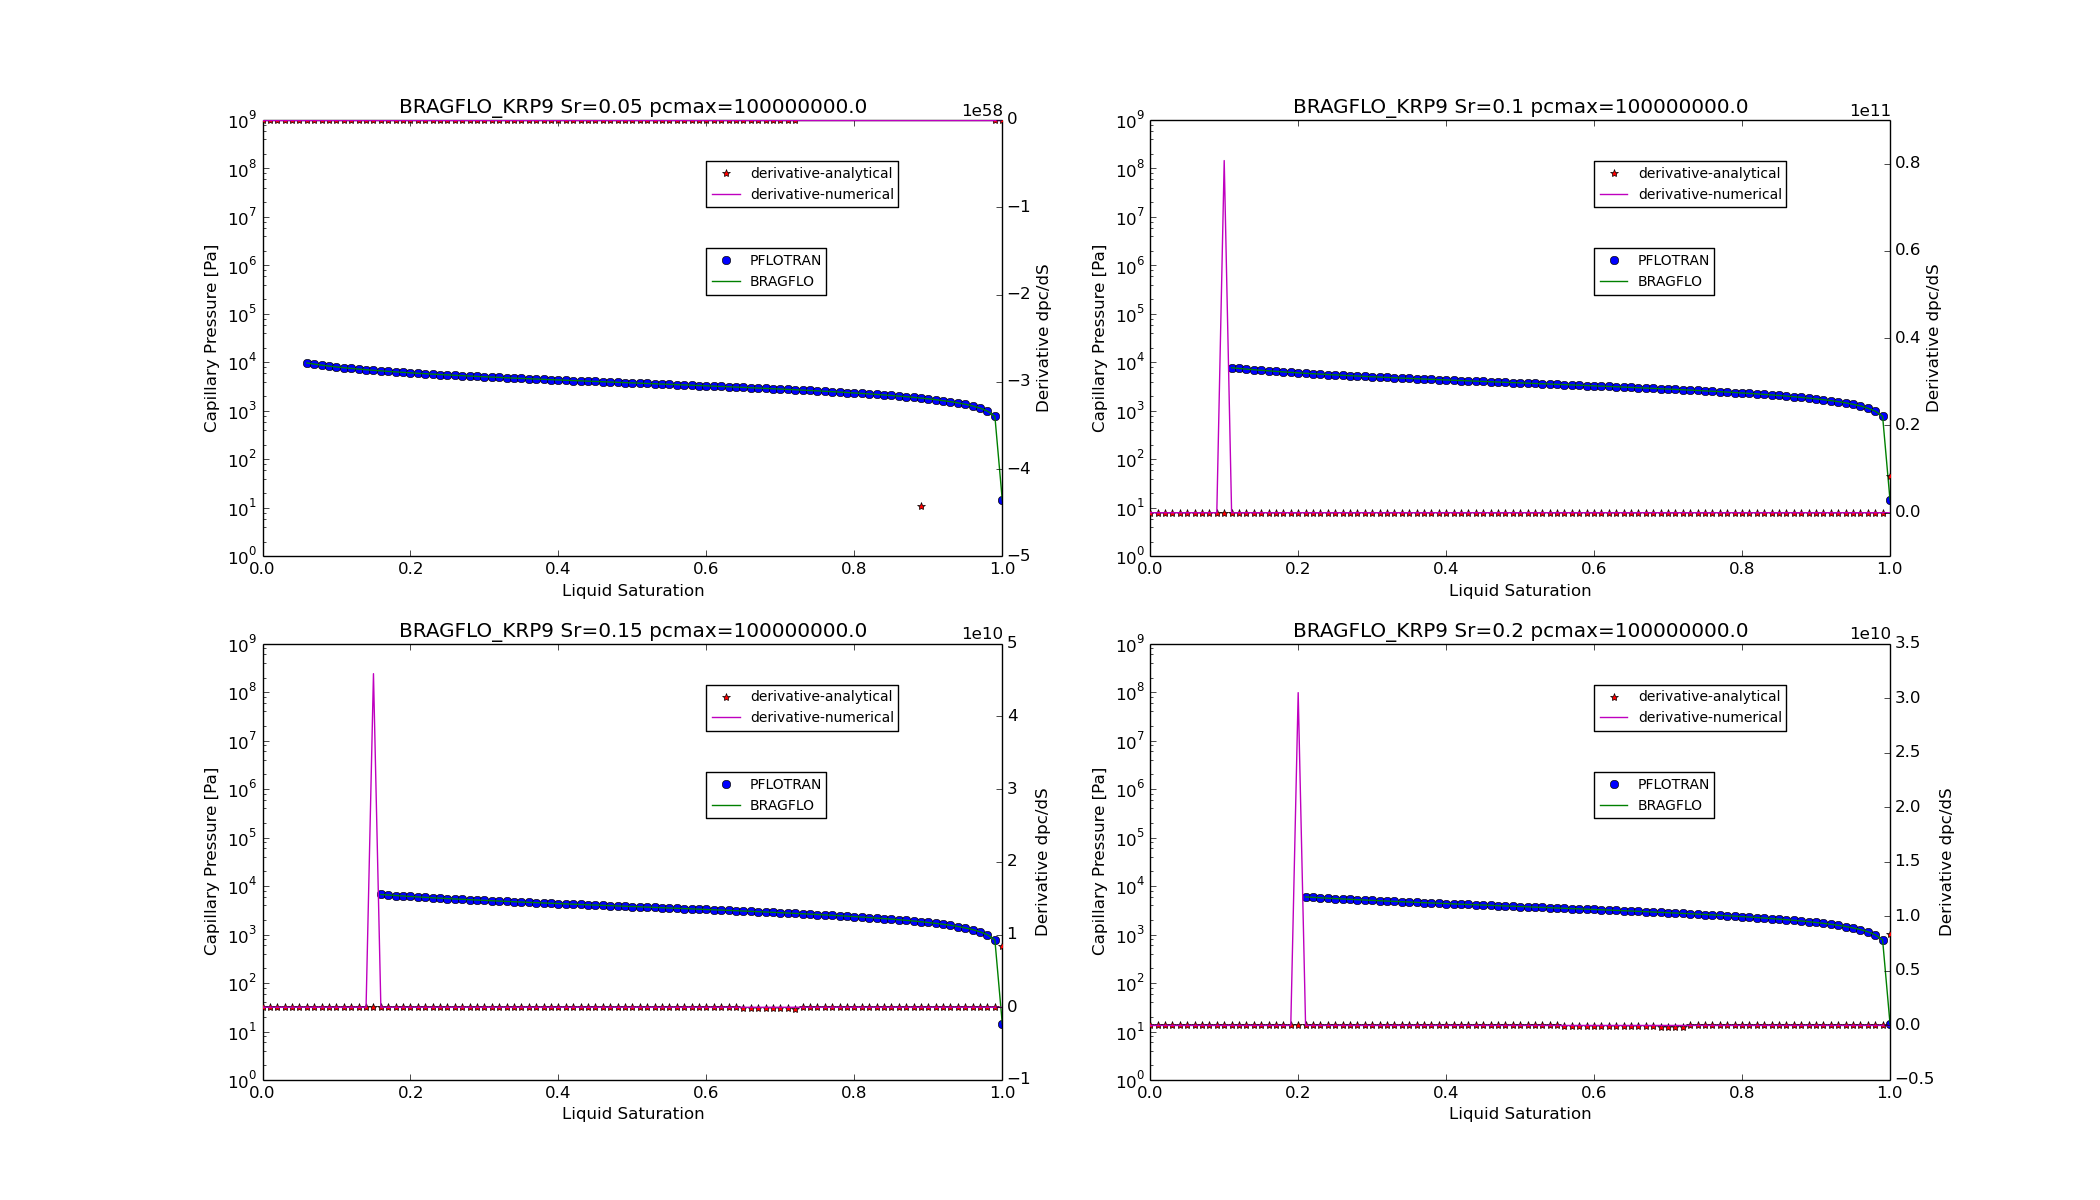 BRAGFLO_KRP9 Sr=0.05 pcmax=100000000.0
1e58
10^9
10^8
10^7
10^6
10^5
10^4
10^3
10^2
10^1
10^0
Capillary Pressure [Pa]
derivative-analytical
derivative-numerical
PFLOTRAN
BRAGFLO
0
−1
−2
−3
−4
−5
Derivative dpc/dS
0.0 0.2 0.4 0.6 0.8 1.0
Liquid Saturation
BRAGFLO_KRP9 Sr=0.1 pcmax=100000000.0
1e11
10^9
10^8
10^7
10^6
10^5
10^4
10^3
10^2
10^1
10^0
Capillary Pressure [Pa]
derivative-analytical
derivative-numerical
PFLOTRAN
BRAGFLO
0.8
0.6
0.4
0.2
0.0
Derivative dpc/dS
0.0 0.2 0.4 0.6 0.8 1.0
Liquid Saturation
BRAGFLO_KRP9 Sr=0.15 pcmax=100000000.0
1e10
10^9
10^8
10^7
10^6
10^5
10^4
10^3
10^2
10^1
10^0
Capillary Pressure [Pa]
derivative-analytical
derivative-numerical
PFLOTRAN
BRAGFLO
5
4
3
2
1
0
−1
Derivative dpc/dS
0.0 0.2 0.4 0.6 0.8 1.0
Liquid Saturation
BRAGFLO_KRP9 Sr=0.2 pcmax=100000000.0
1e10
10^9
10^8
10^7
10^6
10^5
10^4
10^3
10^2
10^1
10^0
Capillary Pressure [Pa]
derivative-analytical
derivative-numerical
PFLOTRAN
BRAGFLO
3.5
3.0
2.5
2.0
1.5
1.0
0.5
0.0
−0.5
Derivative dpc/dS
0.0 0.2 0.4 0.6 0.8 1.0
Liquid Saturation